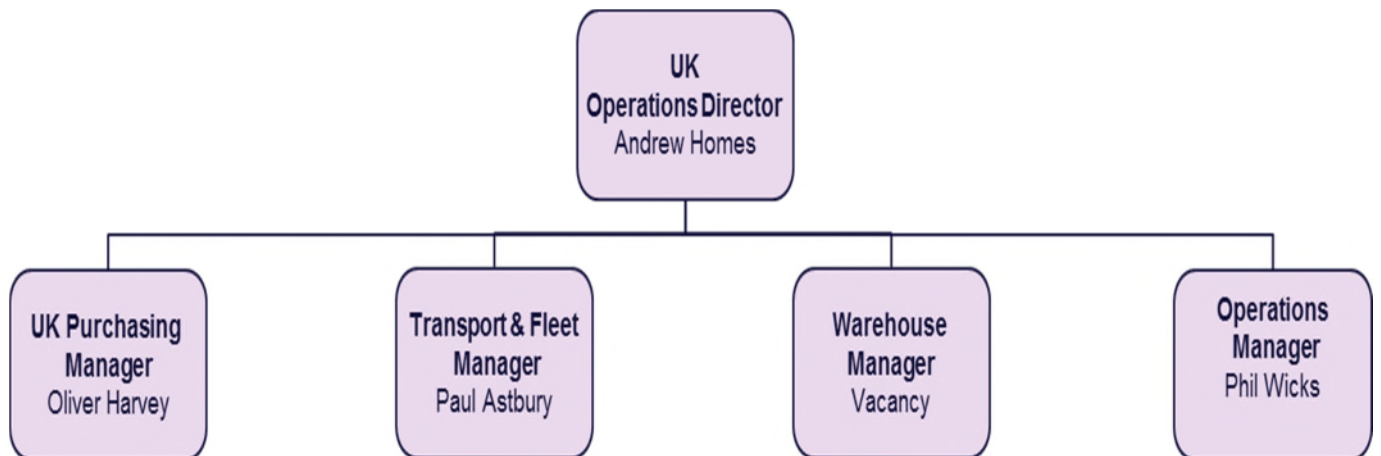 UK
Operations Director
Andrew Homes
UK Purchasing
Manager
Oliver Harvey
Transport & Fleet
Manager
Paul Astbury
Warehouse
Manager
Vacancy
Operations
Manager
Phil Wicks